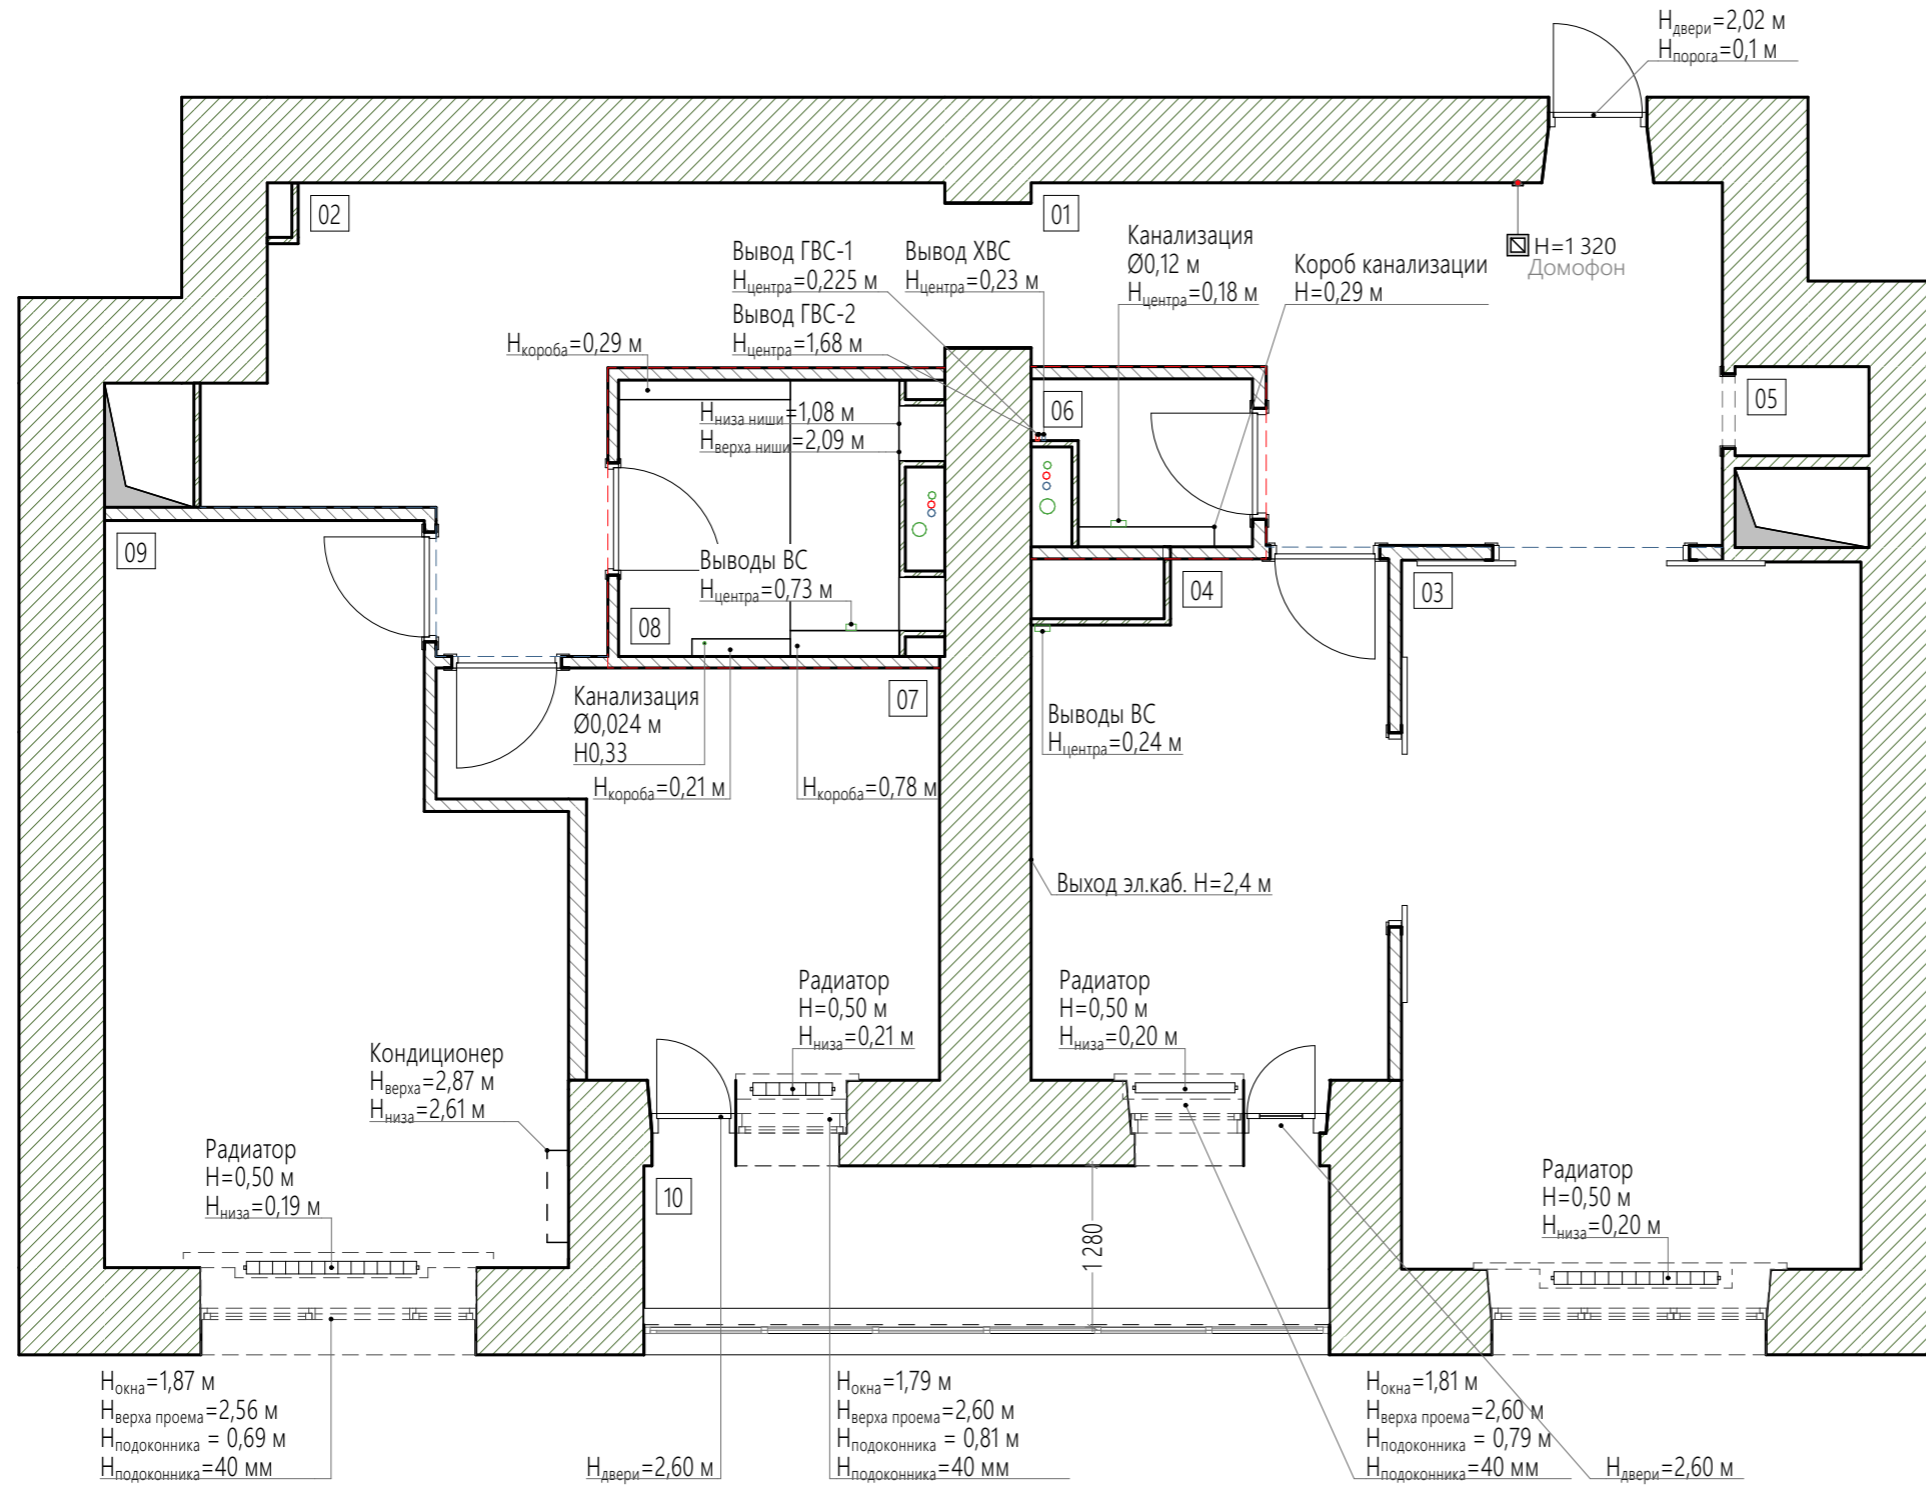 Hдвери=2,02 м
Hпорога=0,1 м
02
01
Вывод ГВС-1
Hцентра=0,225 м
Вывод ГВС-2
Hцентра=1,68 м
Вывод ХВС
Hцентра=0,23 м
Канализация
Ø0,12 м
Hцентра=0,18 м
Короб канализации
H=0,29 м
H=1 320
Домофон
Hкороба=0,29 м
Hниза ниши=1,08 м
Hверха ниши=2,09 м
06
05
09
Выводы ВС
Hцентра=0,73 м
08
04
03
Канализация
Ø0,024 м
H0,33
07
Hкороба=0,21 м
Hкороба=0,78 м
Выводы ВС
Hцентра=0,24 м
Выход эл.каб. H=2,4 м
Радиатор
H=0,50 м
Hниза=0,21 м
Радиатор
H=0,50 м
Hниза=0,20 м
Кондиционер
Hверха=2,87 м
Hниза=2,61 м
Радиатор
H=0,50 м
Hниза=0,19 м
10
1 280
Радиатор
H=0,50 м
Hниза=0,20 м
Hокна=1,87 м
Hверха проема=2,56 м
Hподоконника = 0,69 м
Hподоконника=40 мм
Hдвери=2,60 м
Hокна=1,79 м
Hверха проема=2,60 м
Hподоконника = 0,81 м
Hподоконника=40 мм
Hокна=1,81 м
Hверха проема=2,60 м
Hподоконника = 0,79 м
Hподоконника=40 мм
Hдвери=2,60 м